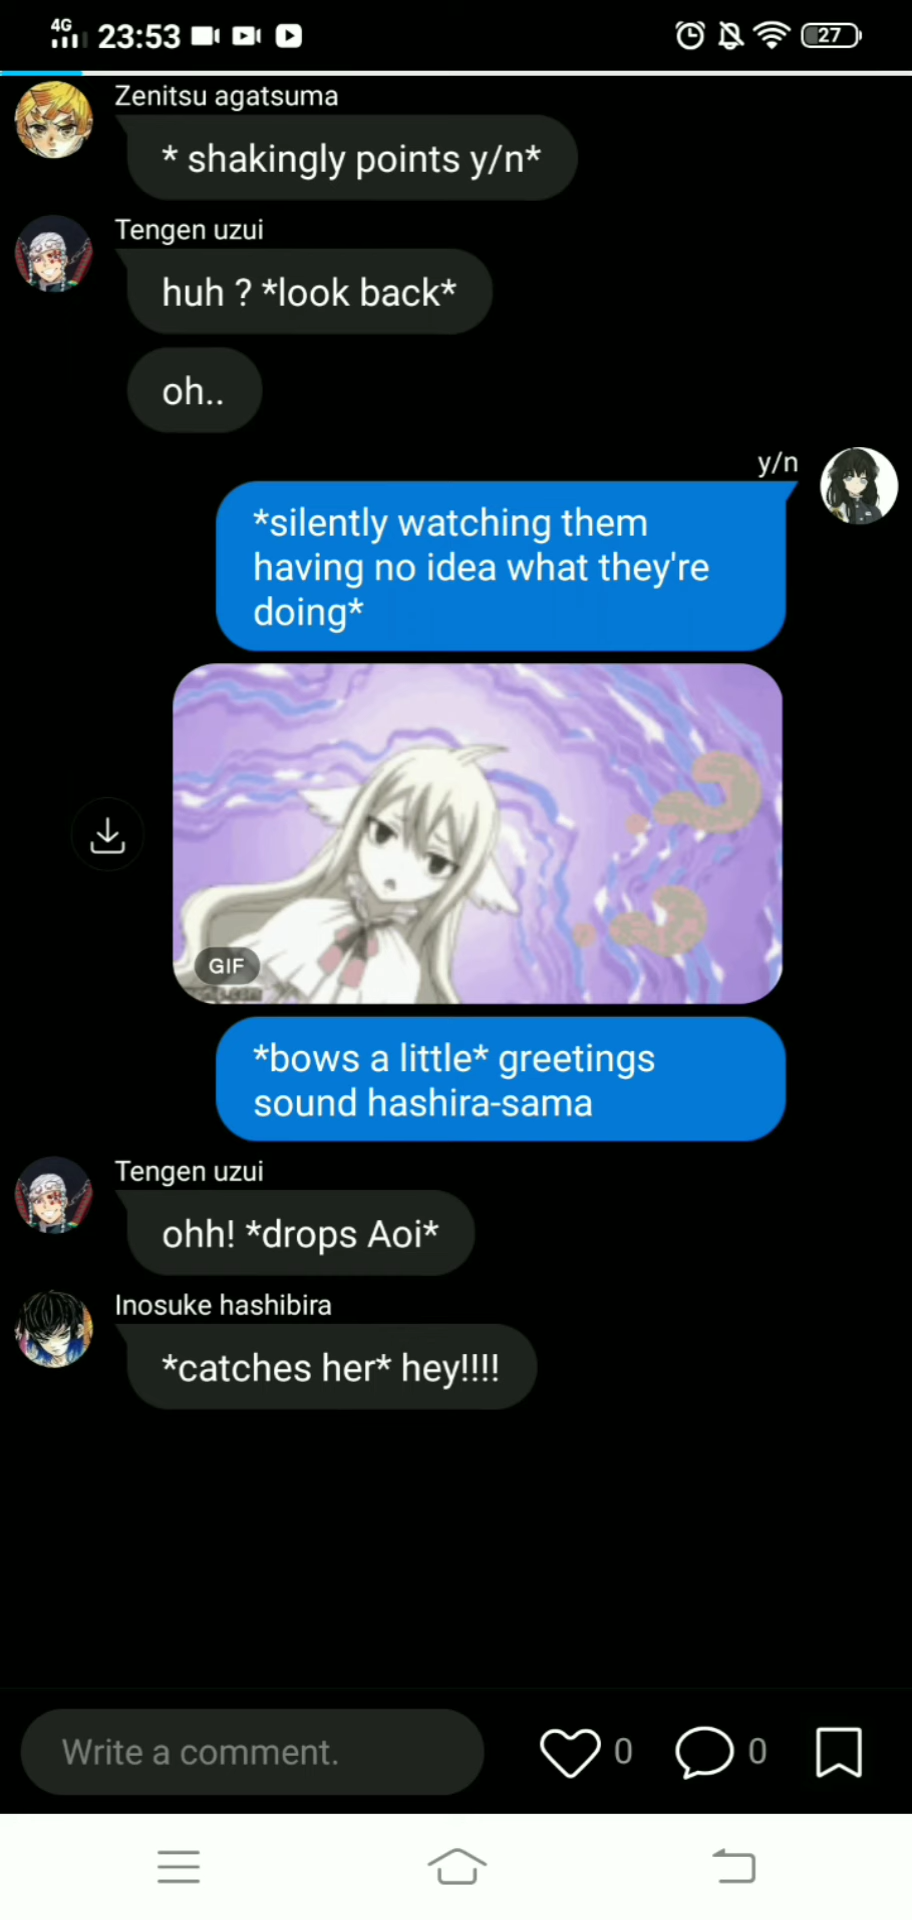 4G
23:53
27
Zenitsu agatsuma
* shakingly points y/n*
Tengen uzui
huh ? *look back*
oh..
y/n
*silently watching them
having no idea what they're
doing*
GIF
*bows a little* greetings
sound hashira-sama
Tengen uzui
ohh! *drops Aoi*
Inosuke hashibira
*catches her* hey!!!!
Write a comment.
0
0